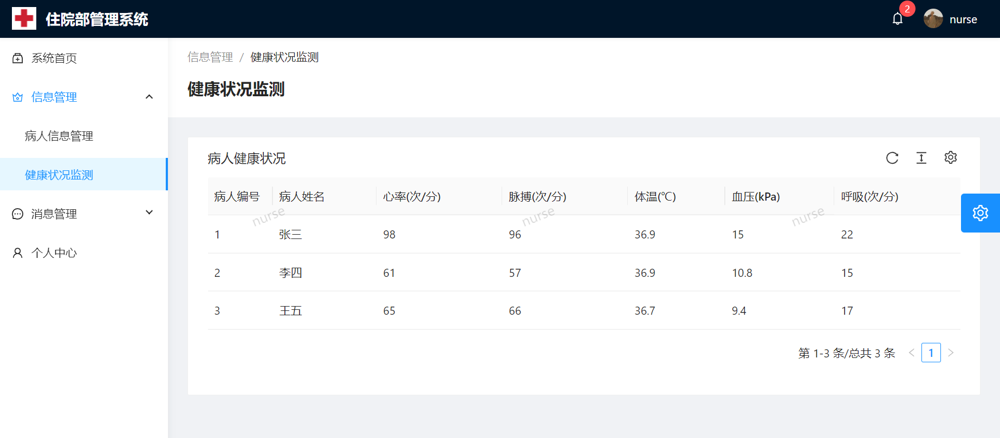 住院部管理系统
2
nurse
系统首页
信息管理
病人信息管理
健康状况监测
消息管理
个人中心
信息管理 / 健康状况监测
健康状况监测
病人健康状况
病人编号 病人姓名 心率(次/分) 脉搏(次/分) 体温(℃) 血压(kPa) 呼吸(次/分)
nurse nurse nurse
1 张三 98 96 36.9 15 22
2 李四 61 57 36.9 10.8 15
3 王五 65 66 36.7 9.4 17
第 1-3 条/总共 3 条 < 1 >